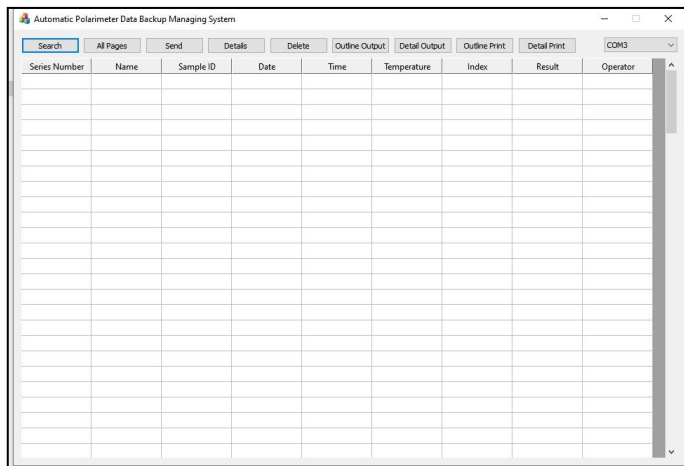 Automatic Polarimeter Data Backup Managing System
Search All Pages Send Details Delete Outline Output Detail Output Outline Print Detail Print COM3
Series Number Name Sample ID Date Time Temperature Index Result Operator